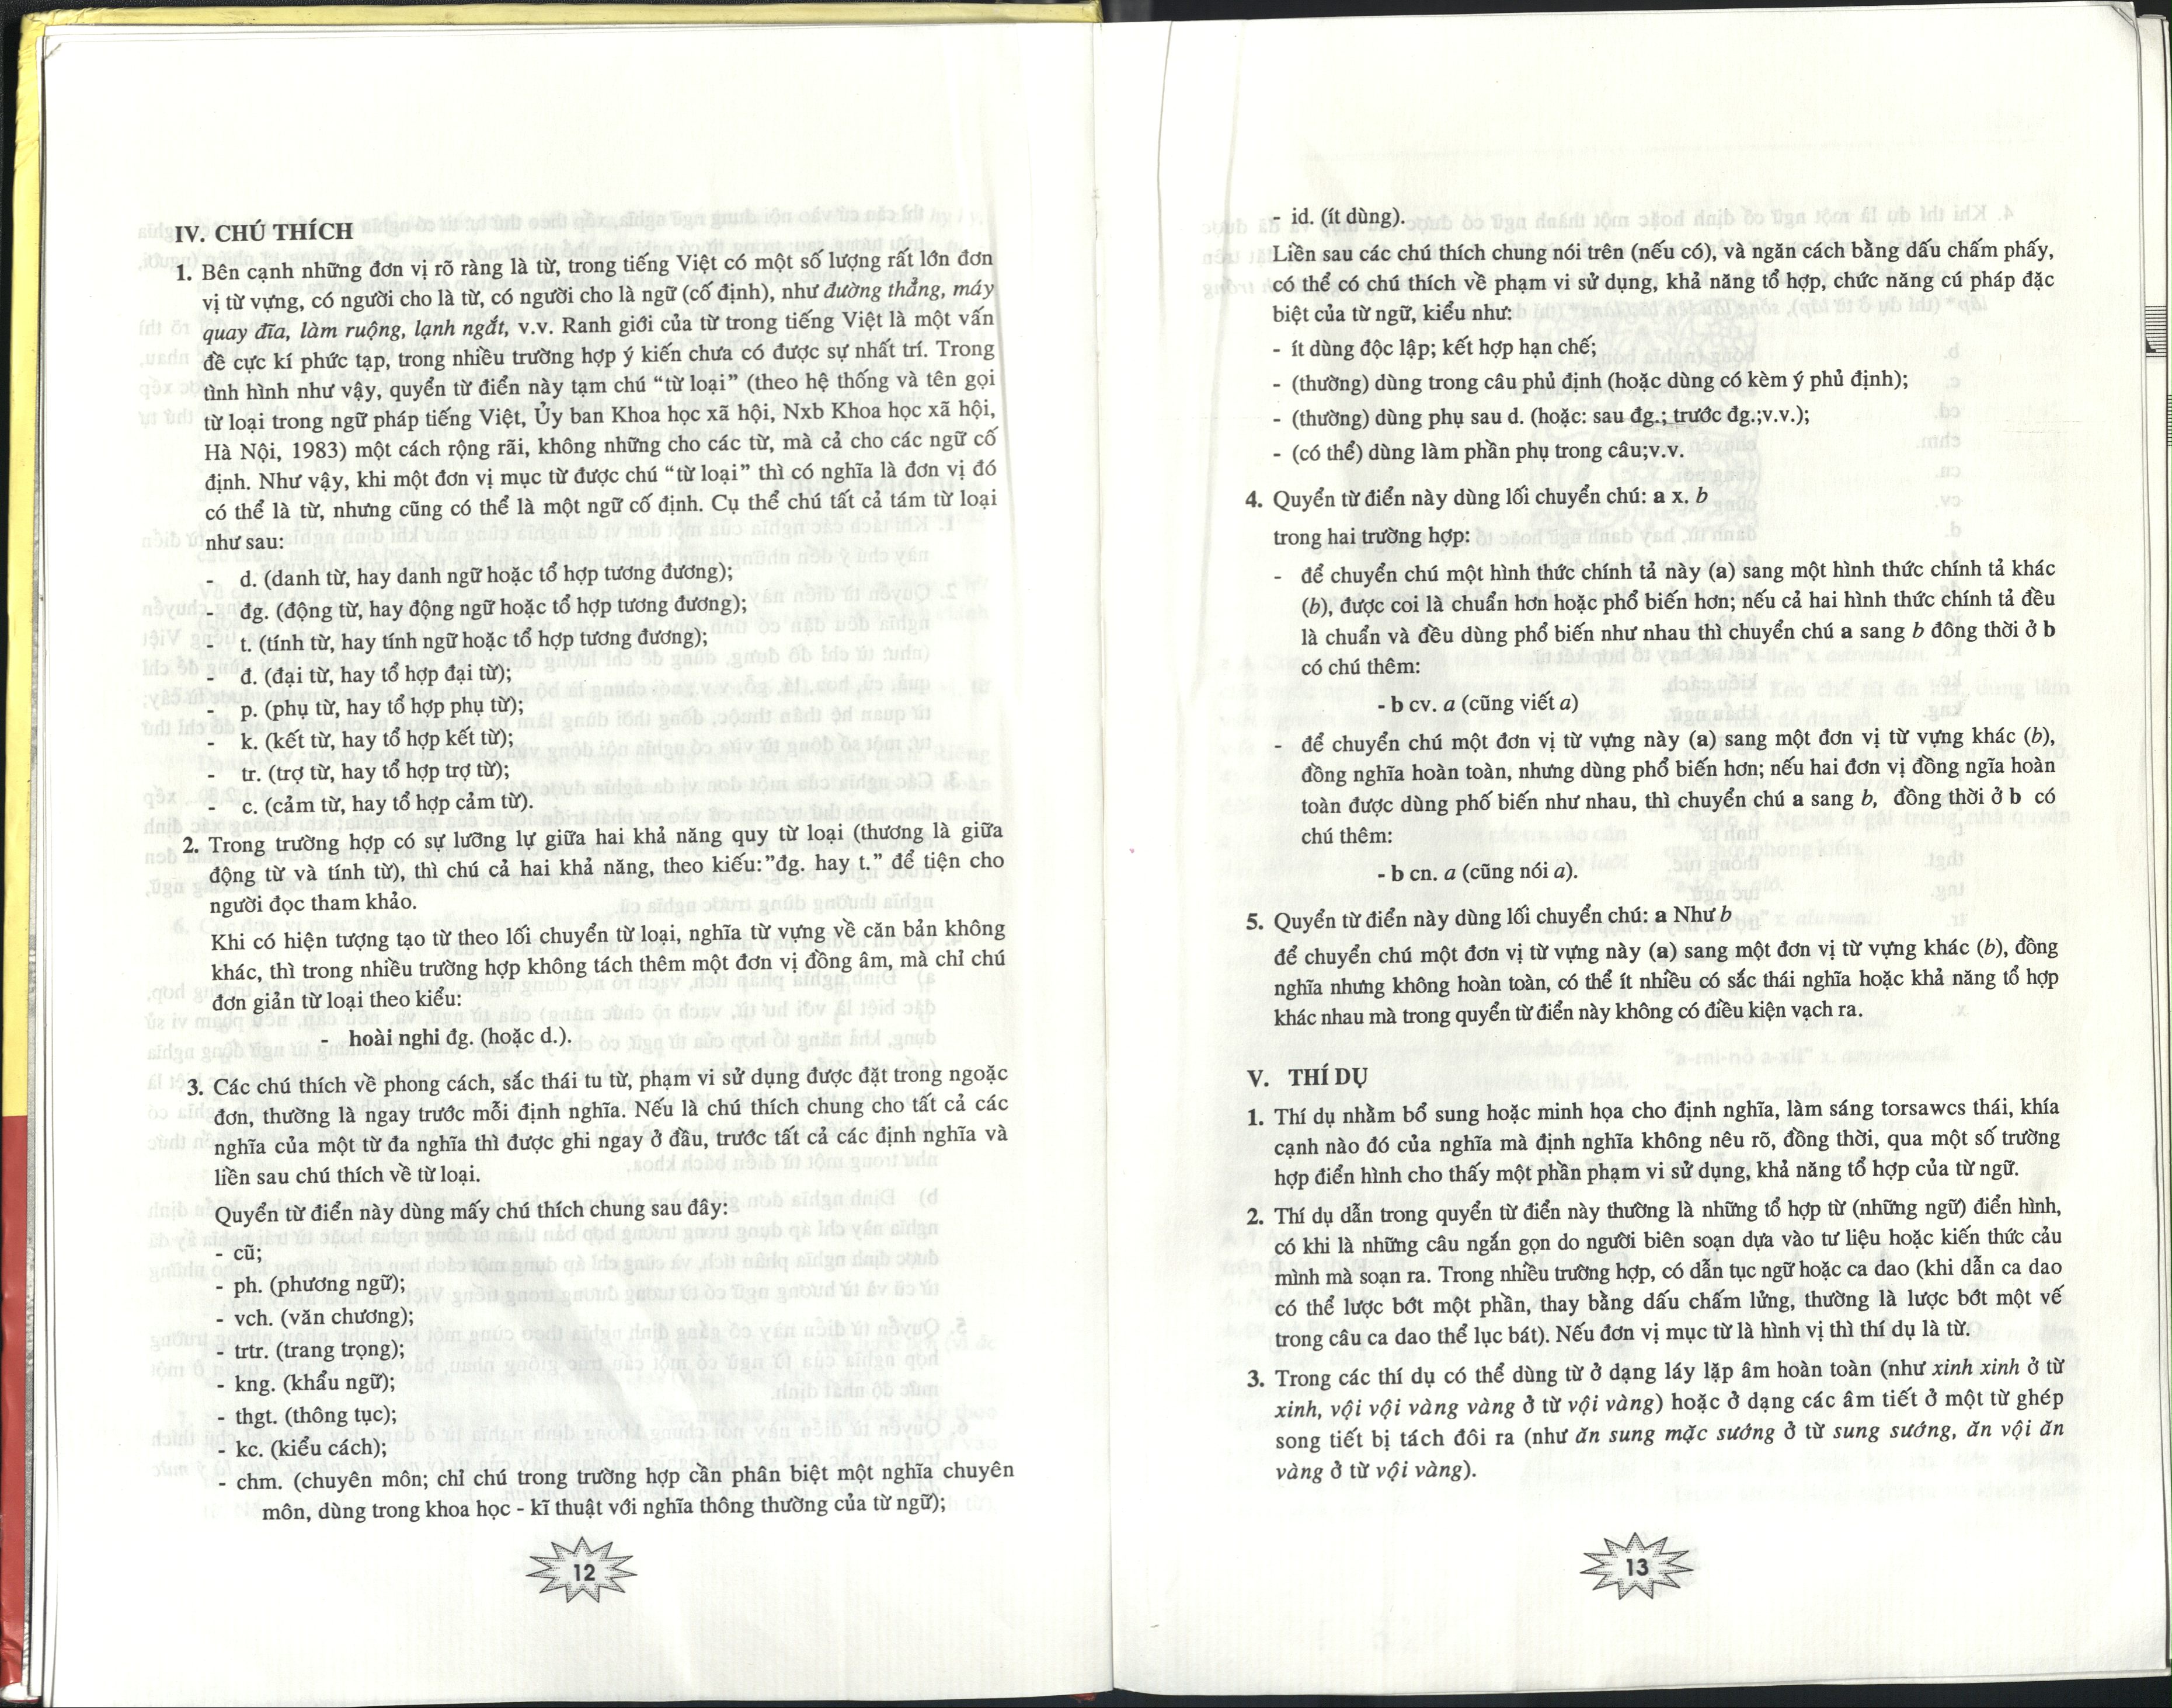 IV. CHÚ THÍCH
1. Bên cạnh những đơn vị rõ ràng là từ, trong tiếng Việt có một số lượng rất lớn đơn
vị từ vựng, có người cho là từ, có người cho là ngữ (cố định), như đường thẳng, máy
quay đĩa, làm ruộng, lạnh ngắt, v.v. Ranh giới của từ trong tiếng Việt là một vấn
đề cực kí phức tạp, trong nhiều trường hợp ý kiến chưa có được sự nhất trí. Trong
tình hình như vậy, quyển từ điển này tạm chú “từ loại” (theo hệ thống và tên gọi
từ loại trong ngữ pháp tiếng Việt, Ủy ban Khoa học xã hội, Nxb Khoa học xã hội,
Hà Nội, 1983) một cách rộng rãi, không những cho các từ, mà cả cho các ngữ cố
định. Như vậy, khi một đơn vị mục từ được chú “từ loại” thì có nghĩa là đơn vị đó
có thể là từ, nhưng cũng có thể là một ngữ cố định. Cụ thể chú tất cả tám từ loại
như sau:
- d. (danh từ, hay danh ngữ hoặc tổ hợp tương đương);
- đg. (động từ, hay động ngữ hoặc tổ hợp tương đương);
- t. (tính từ, hay tính ngữ hoặc tổ hợp tương đương);
- đ. (đại từ, hay tổ hợp đại từ);
- p. (phụ từ, hay tổ hợp phụ từ);
- k. (kết từ, hay tổ hợp kết từ);
- tr. (trợ từ, hay tổ hợp trợ từ);
- c. (cảm từ, hay tổ hợp cảm từ).
2. Trong trường hợp có sự lưỡng lự giữa hai khả năng quy từ loại (thương là giữa
động từ và tính từ), thì chú cả hai khả năng, theo kiếu:”đg. hay t.” để tiện cho
người đọc tham khảo.
Khi có hiện tượng tạo từ theo lối chuyển từ loại, nghĩa từ vựng về căn bản không
khác, thì trong nhiều trường hợp không tách thêm một đơn vị đồng âm, mà chỉ chú
đơn giản từ loại theo kiểu:
- hoài nghi đg. (hoặc d.).
3. Các chú thích về phong cách, sắc thái tu từ, phạm vi sử dụng được đặt trong ngoặc
đơn, thường là ngay trước mỗi định nghĩa. Nếu là chú thích chung cho tất cả các
nghĩa của một từ đa nghĩa thì được ghi ngay ở đầu, trước tất cả các định nghĩa và
liền sau chú thích về từ loại.
Quyển từ điển này dùng mấy chú thích chung sau đây:
- cũ;
- ph. (phương ngữ);
- vch. (văn chương);
- trtr. (trang trọng);
- kng. (khẩu ngữ);
- thgt. (thông tục);
- kc. (kiểu cách);
- chm. (chuyên môn; chỉ chú trong trường hợp cần phân biệt một nghĩa chuyên
môn, dùng trong khoa học - kĩ thuật với nghĩa thông thường của từ ngữ);
12
- id. (ít dùng).
Liền sau các chú thích chung nói trên (nếu có), và ngăn cách bằng dấu chấm phấy,
có thể có chú thích về phạm vi sử dụng, khả năng tổ hợp, chức năng cú pháp đặc
biệt của từ ngữ, kiểu như:
- ít dùng độc lập; kết hợp hạn chế;
- (thường) dùng trong câu phủ định (hoặc dùng có kèm ý phủ định);
- (thường) dùng phụ sau d. (hoặc: sau đg.; trước đg.;v.v.);
- (có thể) dùng làm phần phụ trong câu;v.v.
4. Quyển từ điển này dùng lối chuyển chú: a x. b
trong hai trường hợp:
- để chuyển chú một hình thức chính tả này (a) sang một hình thức chính tả khác
(b), được coi là chuẩn hơn hoặc phổ biến hơn; nếu cả hai hình thức chính tả đều
là chuẩn và đều dùng phổ biến như nhau thì chuyển chú a sang b đông thời ở b
có chú thêm:
- b cv. a (cũng viết a)
- để chuyển chú một đơn vị từ vựng này (a) sang một đơn vị từ vựng khác (b),
đồng nghĩa hoàn toàn, nhưng dùng phổ biến hơn; nếu hai đơn vị đồng ngĩa hoàn
toàn được dùng phố biến như nhau, thì chuyển chú a sang b, đồng thời ở b có
chú thêm:
- b cn. a (cũng nói a).
5. Quyển từ điển này dùng lối chuyển chú: a Như b
để chuyển chú một đơn vị từ vựng này (a) sang một đơn vị từ vựng khác (b), đồng
nghĩa nhưng không hoàn toàn, có thể ít nhiều có sắc thái nghĩa hoặc khả năng tổ hợp
khác nhau mà trong quyển từ điển này không có điều kiện vạch ra.
V. THÍ DỤ
1. Thí dụ nhằm bổ sung hoặc minh họa cho định nghĩa, làm sáng torsawcs thái, khía
cạnh nào đó của nghĩa mà định nghĩa không nêu rõ, đồng thời, qua một số trường
hợp điển hình cho thấy một phần phạm vi sử dụng, khả năng tổ hợp của từ ngữ.
2. Thí dụ dẫn trong quyển từ điển này thường là những tổ hợp từ (những ngữ) điển hình,
có khi là những câu ngắn gọn do người biên soạn dựa vào tư liệu hoặc kiến thức cảu
mình mà soạn ra. Trong nhiều trường hợp, có dẫn tục ngữ hoặc ca dao (khi dẫn ca dao
có thể lược bớt một phần, thay bằng dấu chấm lửng, thường là lược bớt một vế
trong câu ca dao thể lục bát). Nếu đơn vị mục từ là hình vị thì thí dụ là từ.
3. Trong các thí dụ có thể dùng từ ở dạng láy lặp âm hoàn toàn (như xinh xinh ở từ
xinh, vội vội vàng vàng ở từ vội vàng) hoặc ở dạng các âm tiết ở một từ ghép
song tiết bị tách đôi ra (như ăn sung mặc sướng ở từ sung sướng, ăn vội ăn
vàng ở từ vội vàng).
13